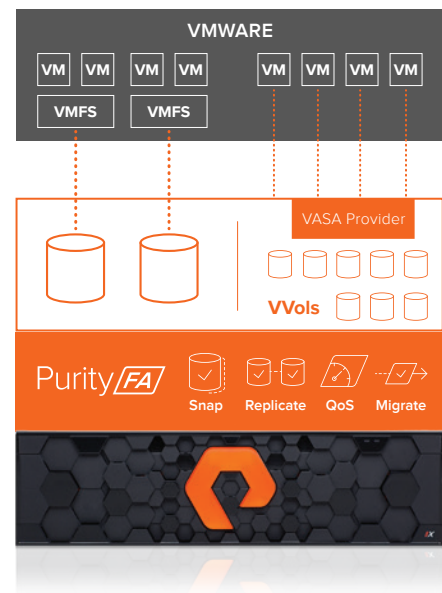 VMWARE
VM VM VM VM VM VM VM VM
VMFS VMFS
VASA Provider
VVols
Purity FA
Snap Replicate QoS Migrate
//X